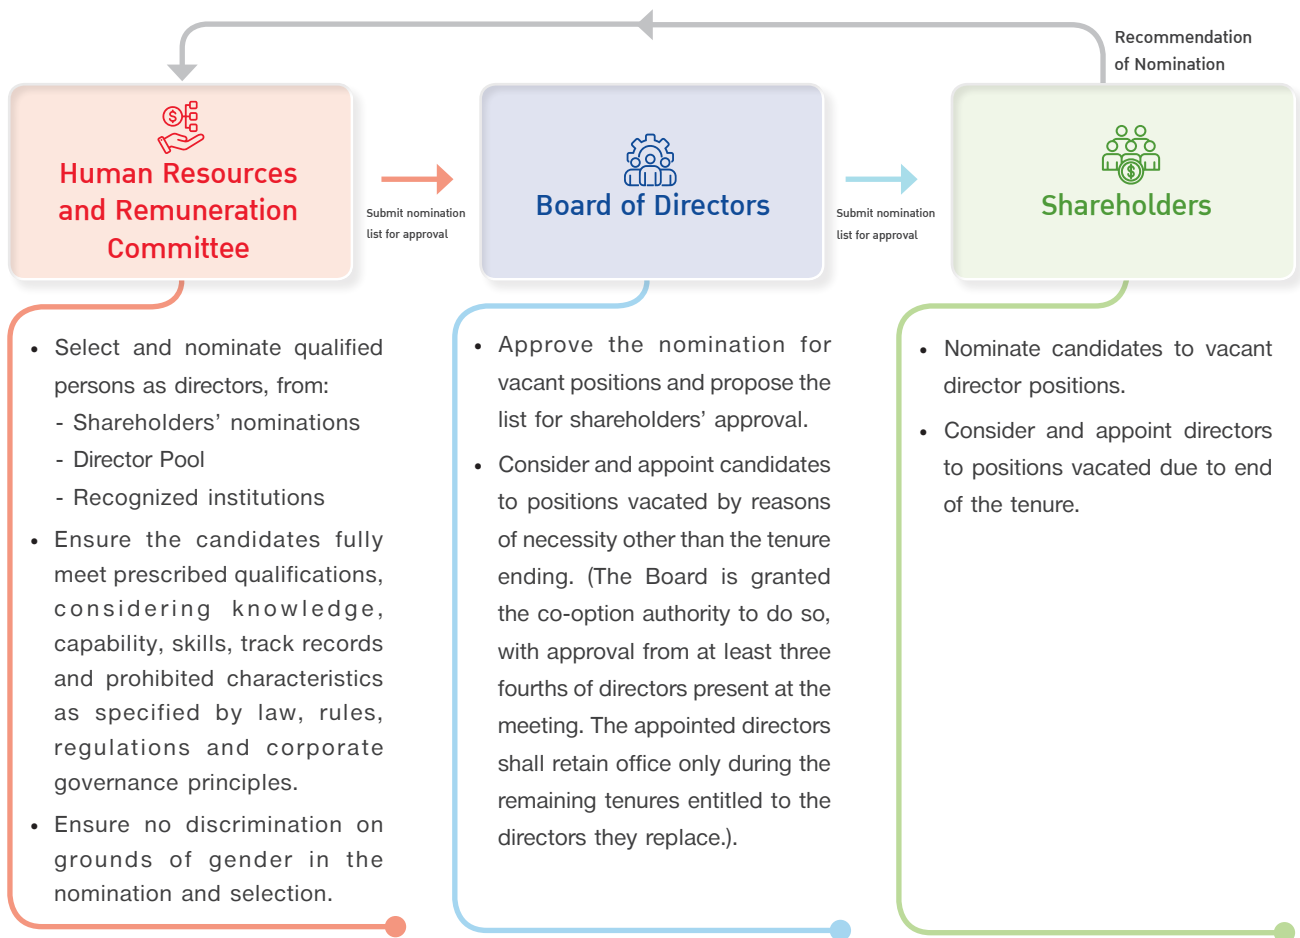 Recommendation
of Nomination
Human Resources
and Remuneration
Committee
Submit nomination
list for approval
Board of Directors
Submit nomination
list for approval
Shareholders
• Select and nominate qualified
persons as directors, from:
- Shareholders’ nominations
- Director Pool
- Recognized institutions
• Ensure the candidates fully
meet prescribed qualifications,
considering knowledge,
capability, skills, track records
and prohibited characteristics
as specified by law, rules,
regulations and corporate
governance principles.
• Ensure no discrimination on
grounds of gender in the
nomination and selection.
• Approve the nomination for
vacant positions and propose the
list for shareholders’ approval.
• Consider and appoint candidates
to positions vacated by reasons
of necessity other than the tenure
ending. (The Board is granted
the co-option authority to do so,
with approval from at least three
fourths of directors present at the
meeting. The appointed directors
shall retain office only during the
remaining tenures entitled to the
directors they replace.).
• Nominate candidates to vacant
director positions.
• Consider and appoint directors
to positions vacated due to end
of the tenure.